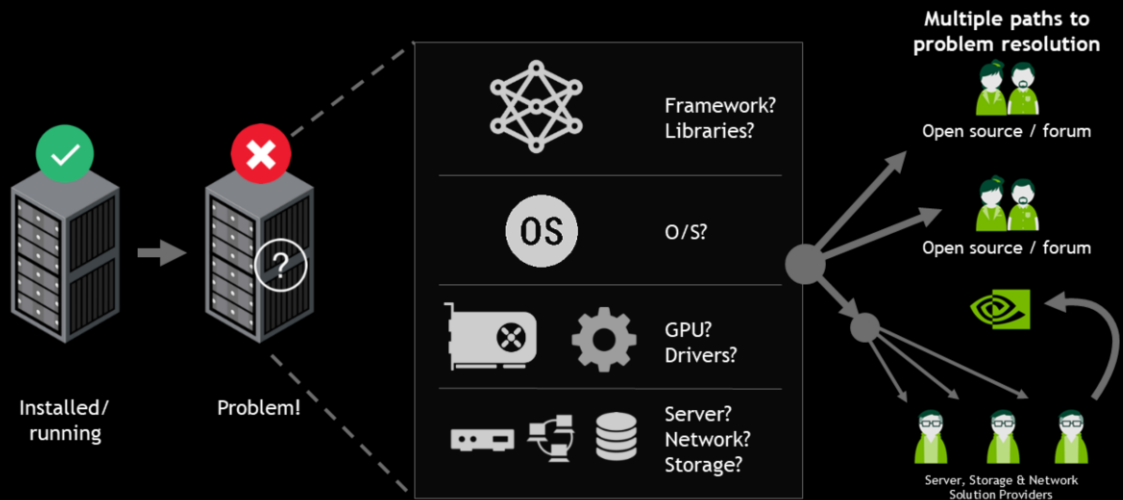 Multiple paths to
problem resolution
Framework?
Libraries?
Open source / forum
OS
O/S?
Open source / forum
?
GPU?
Drivers?
Installed/
running
Problem!
Server?
Network?
Storage?
Server, Storage & Network
Solution Providers